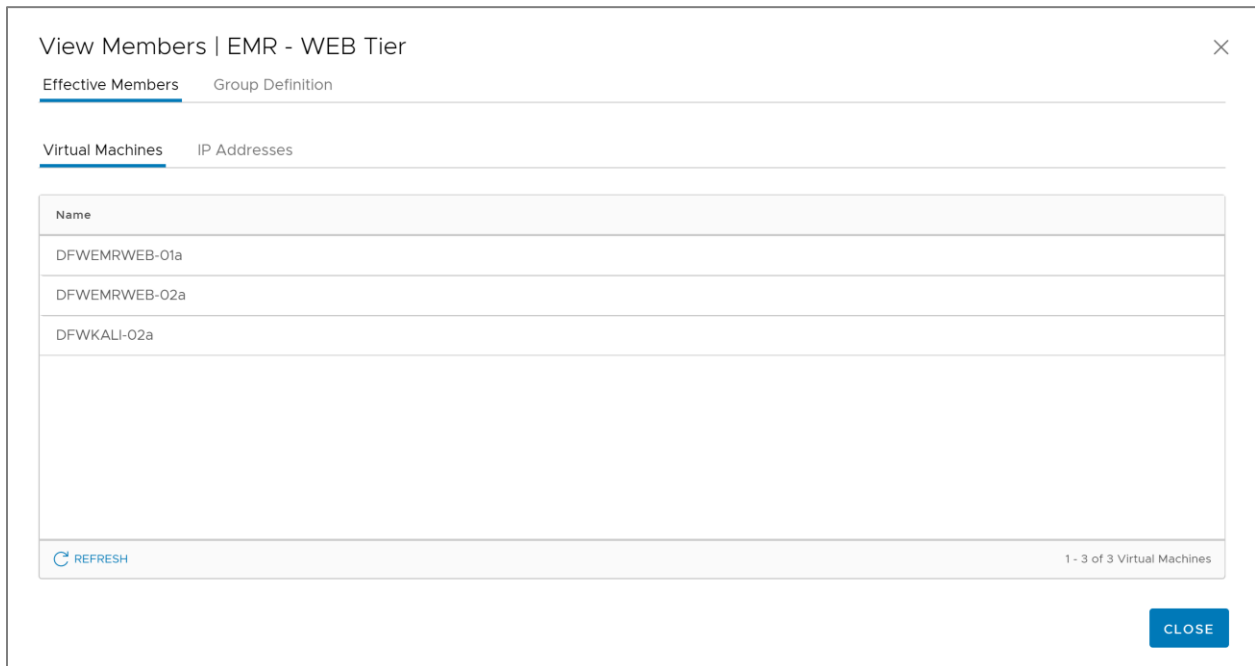 View Members | EMR - WEB Tier
Effective Members Group Definition
Virtual Machines IP Addresses
Name
DFWEMRWEB-01a
DFWEMRWEB-02a
DFWKALI-02a
REFRESH 1 - 3 of 3 Virtual Machines
CLOSE